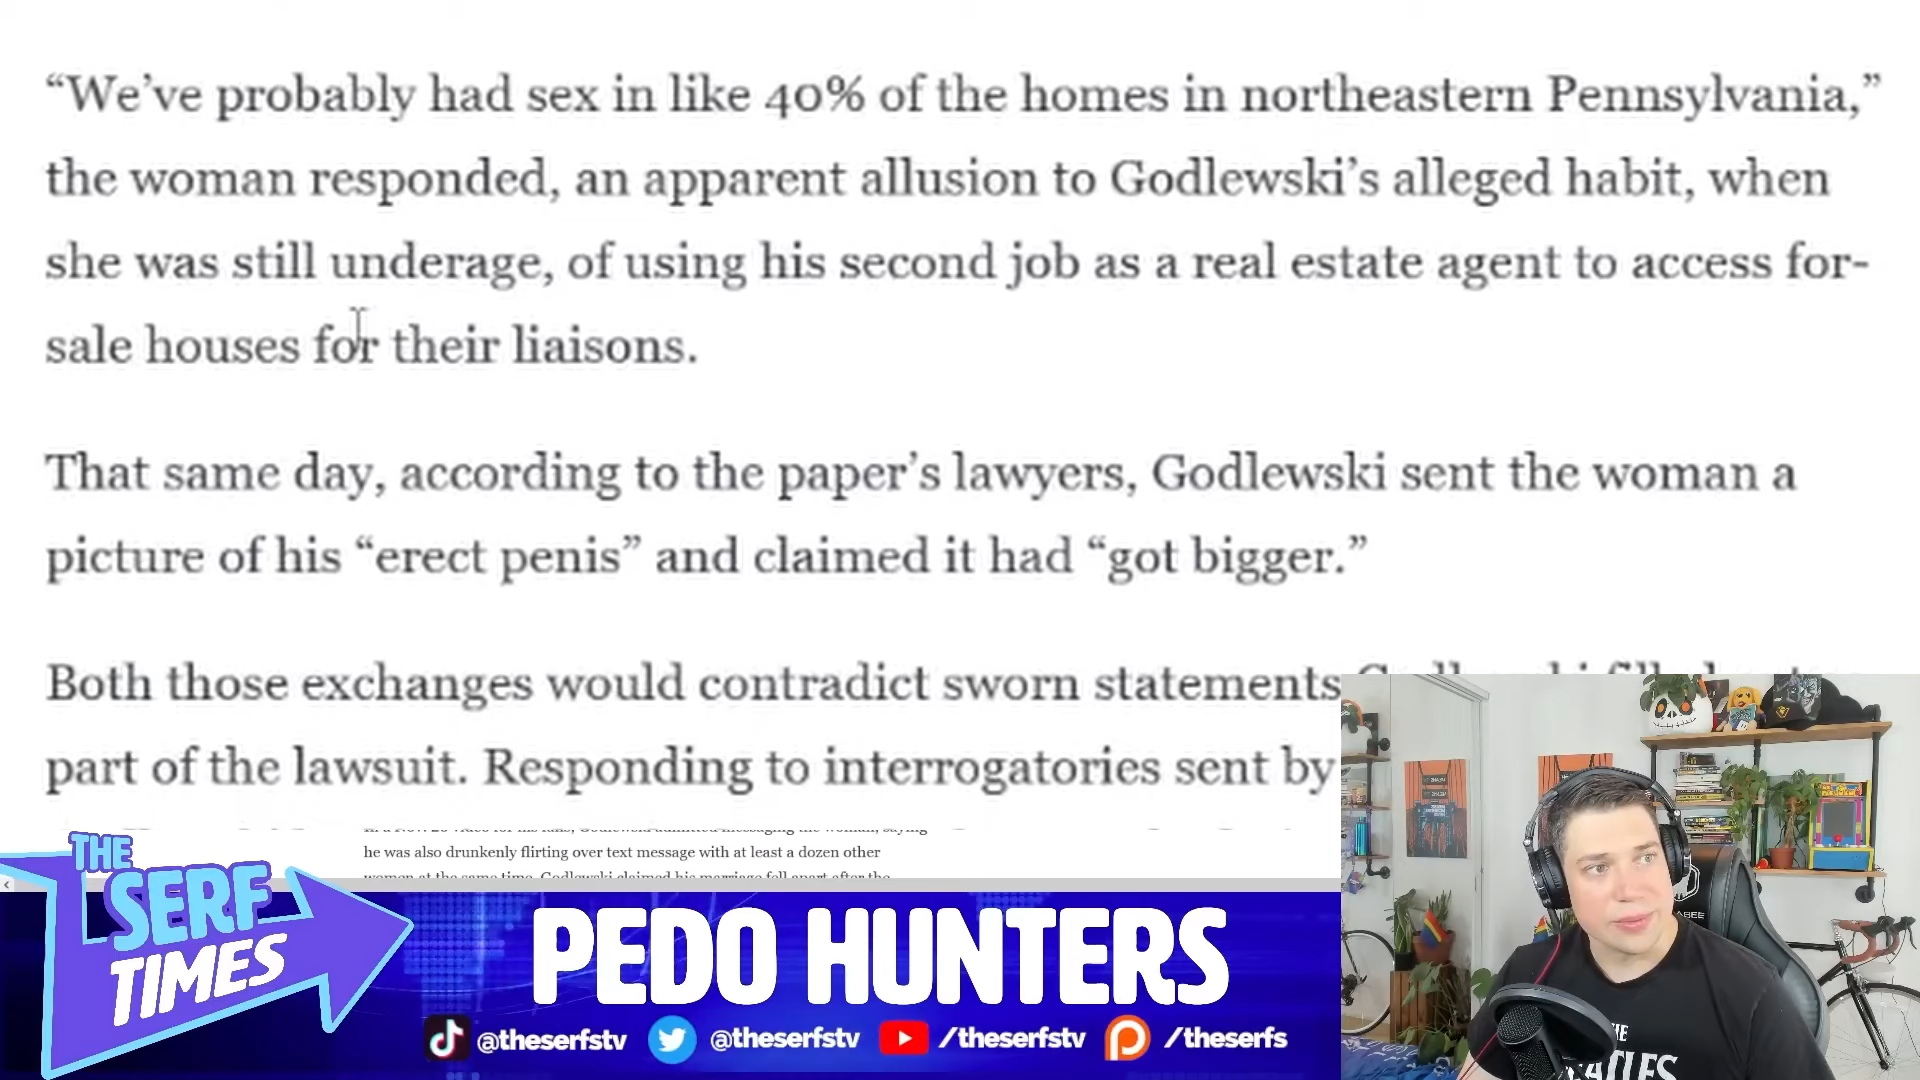 “We’ve probably had sex in like 40% of the homes in northeastern Pennsylvania,”
the woman responded, an apparent allusion to Godlewski’s alleged habit, when
she was still underage, of using his second job as a real estate agent to access for-
sale houses for their liaisons.
That same day, according to the paper’s lawyers, Godlewski sent the woman a
picture of his “erect penis” and claimed it had “got bigger.”
Both those exchanges would contradict sworn statements
part of the lawsuit. Responding to interrogatories sent by
he was also drunkenly flirting over text message with at least a dozen other
THE
SERF
TIMES
PEDO HUNTERS
@theserfstv @theserfstv /theserfstv /theserfs